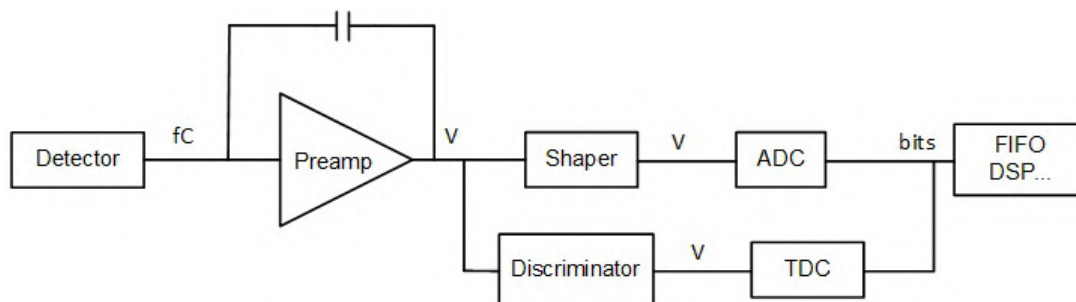 Detector
fC
Preamp
V
Shaper
V
ADC
bits
FIFO
DSP...
Discriminator
V
TDC